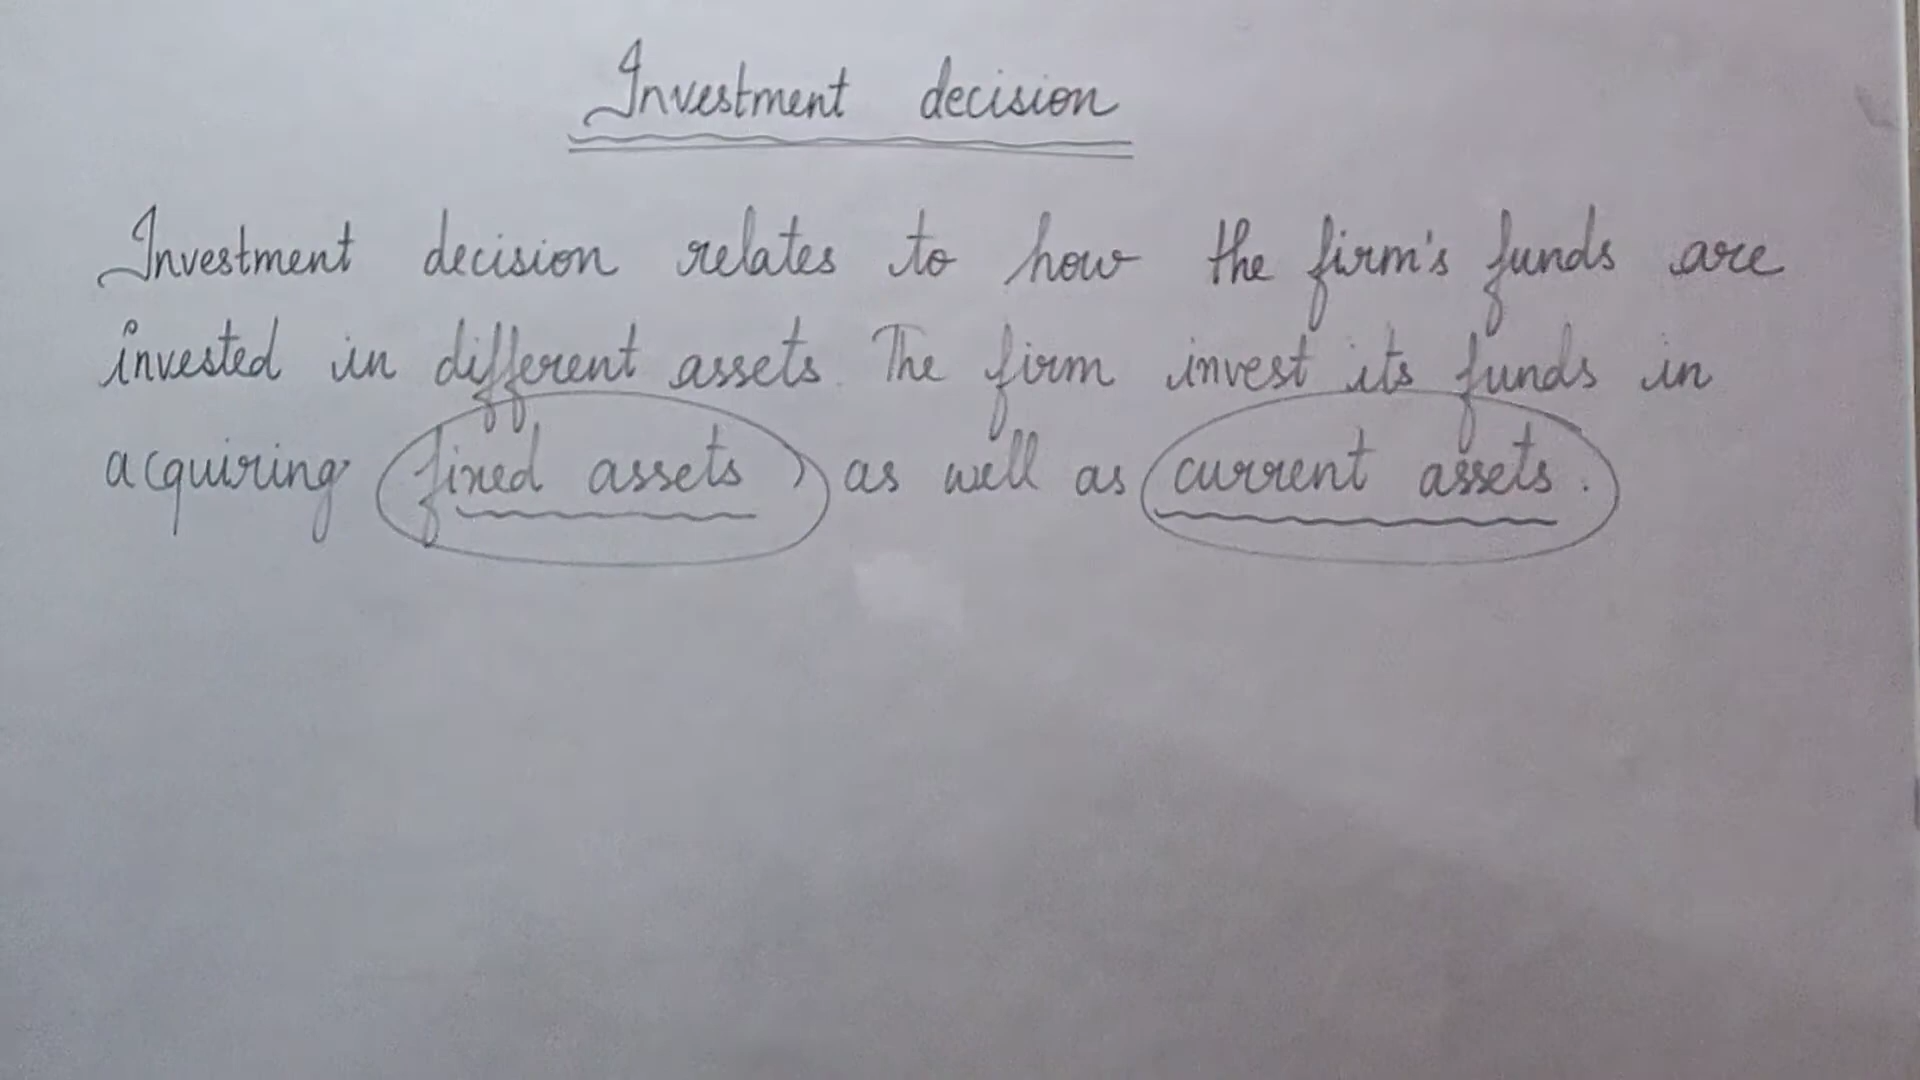 Investment decision
Investment decision relates to how the firm's funds are
invested in different assets. The firm invest its funds in
acquiring fixed assets, as well as current assets.